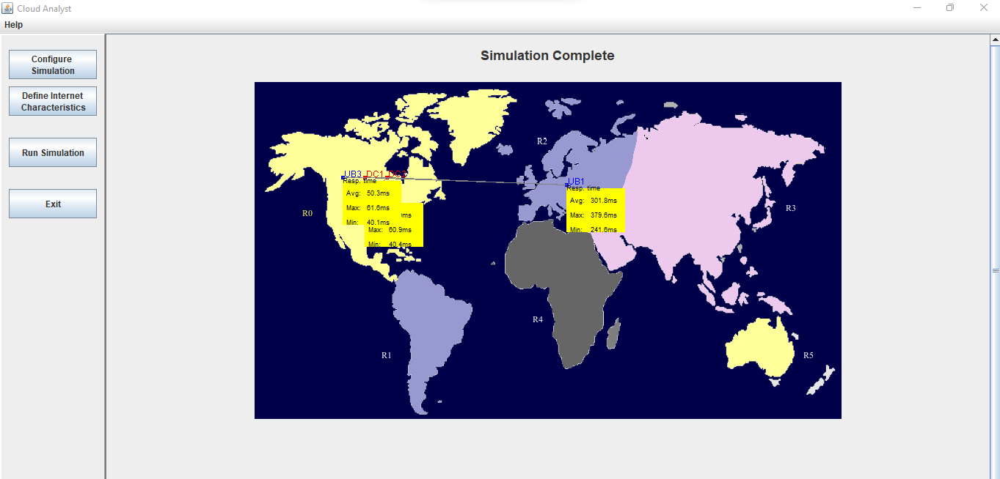 Cloud Analyst
Help
Configure
Simulation
Define Internet
Characteristics
Run Simulation
Exit
Simulation Complete
R2
UB3 DC1
Resp. time
Avg: 50.3ms
Max: 61.6ms
Min: 40.1ms
ms
Max: 60.9ms
Min: 40.4ms
UB1
Resp. time
Avg: 301.8ms
Max: 379.6ms
Min: 241.6ms
R0
R3
R4
R1
R5